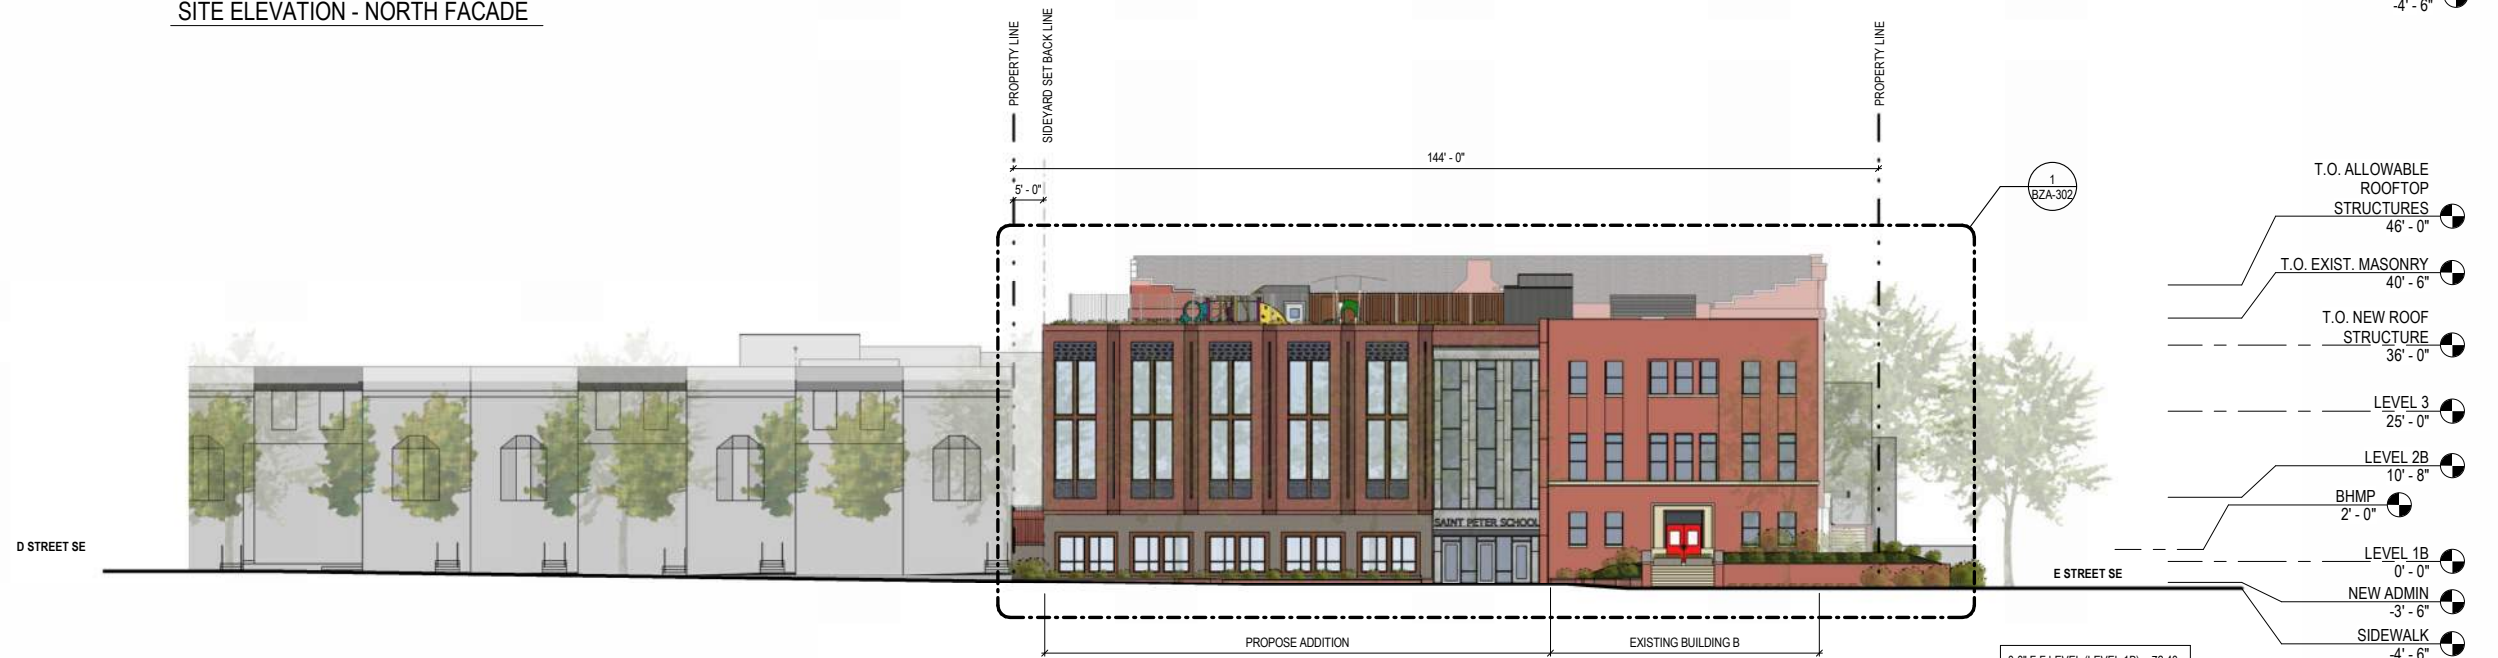 SITE ELEVATION - NORTH FACADE
-4' - 6"
PROPERTY LINE
SIDEYARD SET BACK LINE
PROPERTY LINE
144' - 0"
5' - 0"
1
BZA-302
T.O. ALLOWABLE
ROOFTOP
STRUCTURES
46' - 0"
T.O. EXIST. MASONRY
40' - 6"
T.O. NEW ROOF
STRUCTURE
36' - 0"
LEVEL 3
25' - 0"
LEVEL 2B
10' - 8"
BHMP
2' - 0"
SAINT PETER SCHOOL
D STREET SE
E STREET SE
LEVEL 1B
0' - 0"
NEW ADMIN
-3' - 6"
SIDEWALK
-4' - 6"
PROPOSE ADDITION
EXISTING BUILDING B